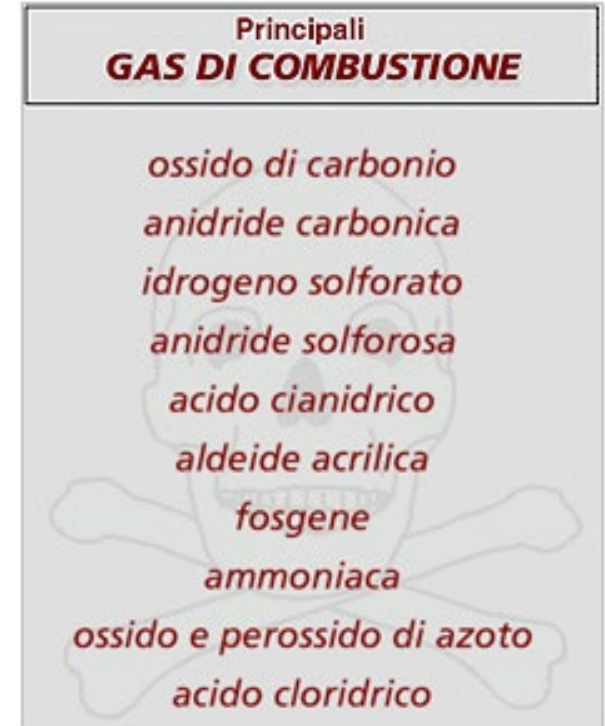 Principali
GAS DI COMBUSTIONE
ossido di carbonio
anidride carbonica
idrogeno solforato
anidride solforosa
acido cianidrico
aldeide acrilica
fosgene
ammoniaca
ossido e perossido di azoto
acido cloridrico